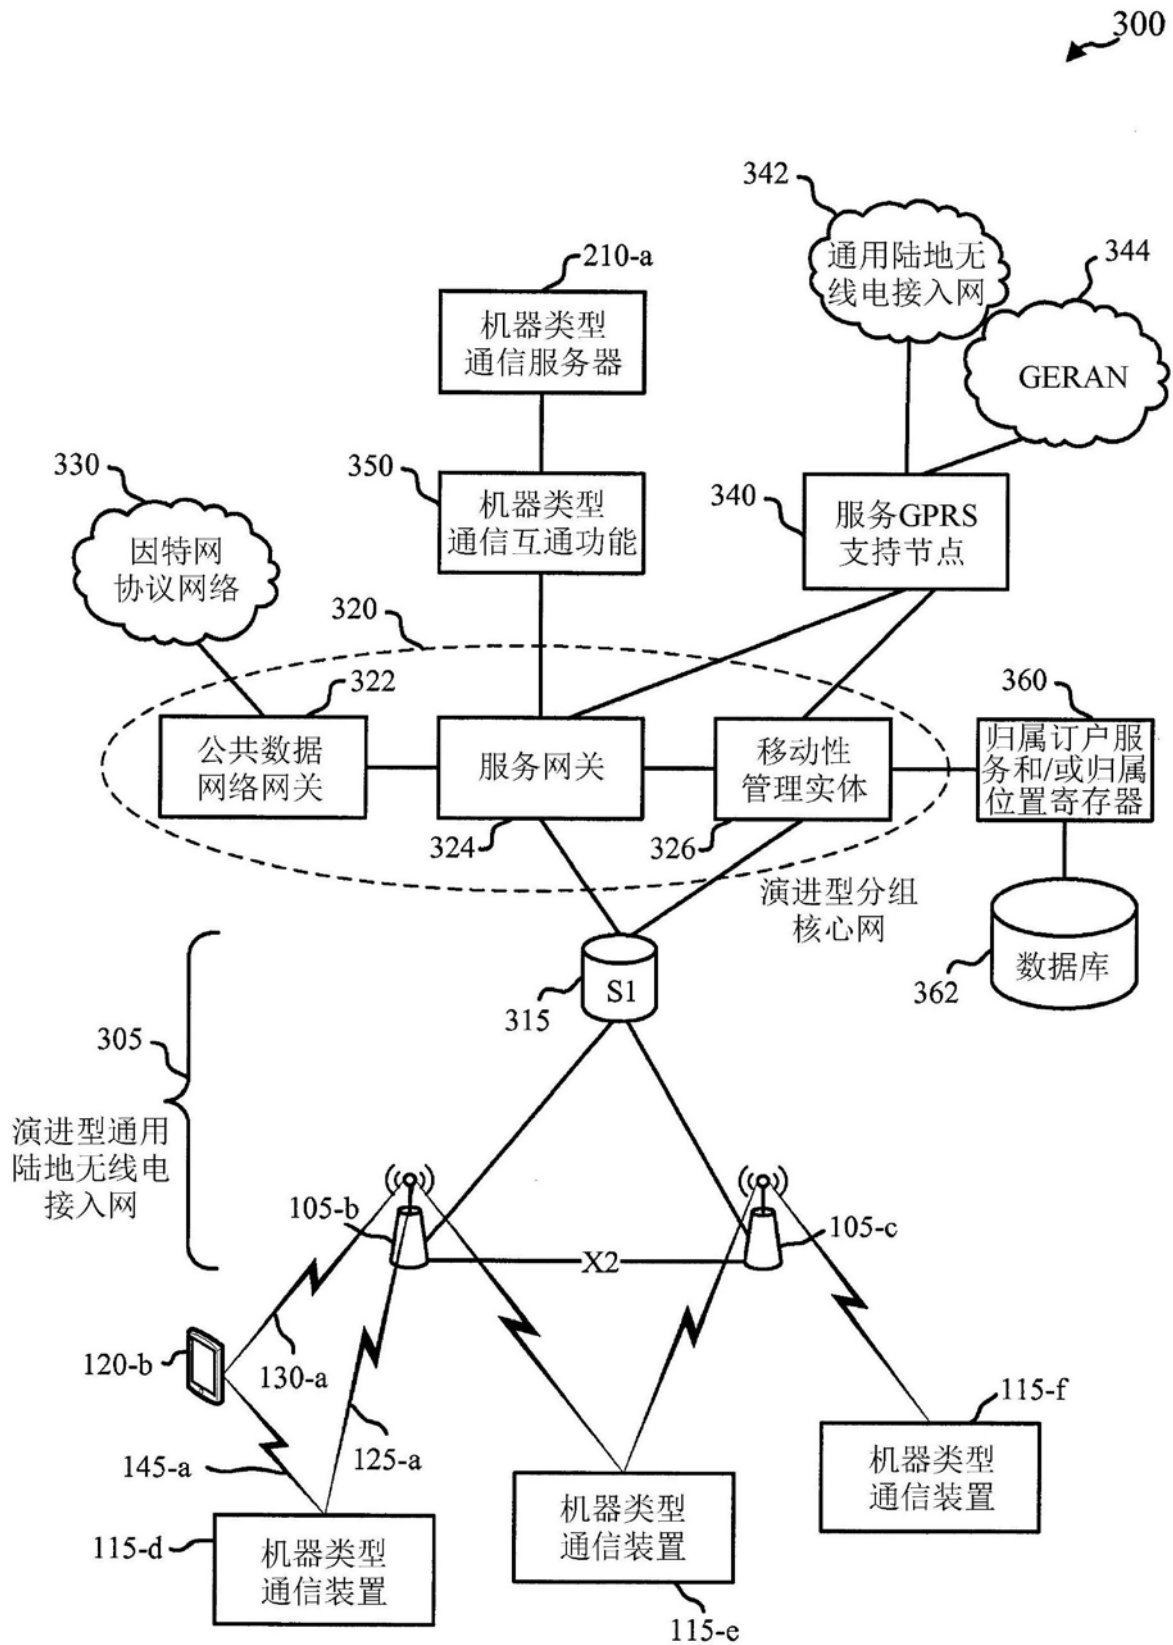 300
342
通用陆地无
线电接入网
344
GERAN
210-a
机器类型
通信服务器
330
因特网
协议网络
350
机器类型
通信互通功能
340
服务GPRS
支持节点
320
322
公共数据
网络网关
服务网关
324
移动性
管理实体
326
360
归属订户服
务和/或归属
位置寄存器
演进型分组
核心网
数据库
362
S1
315
305
演进型通用
陆地无线电
接入网
105-b
X2
105-c
120-b
130-a
125-a
145-a
115-d
机器类型
通信装置
机器类型
通信装置
115-e
115-f
机器类型
通信装置